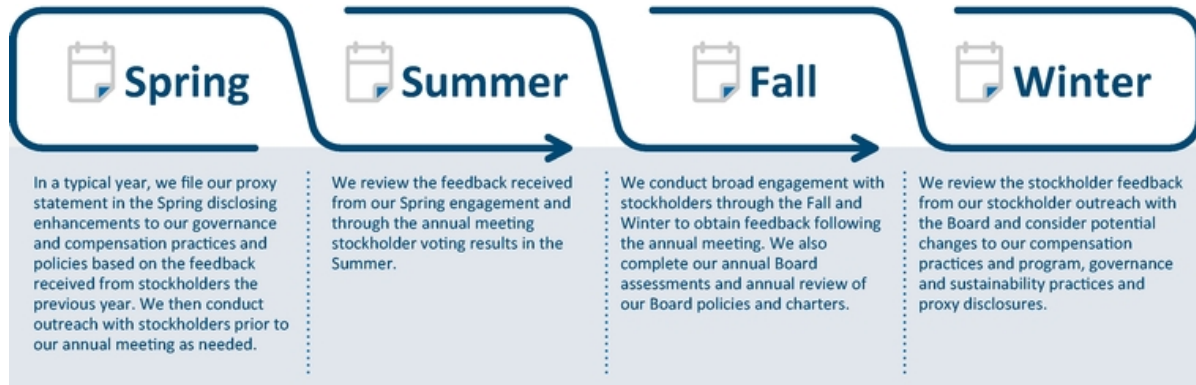 Spring
In a typical year, we file our proxy
statement in the Spring disclosing
enhancements to our governance
and compensation practices and
policies based on the feedback
received from stockholders the
previous year. We then conduct
outreach with stockholders prior to
our annual meeting as needed.
Summer
We review the feedback received
from our Spring engagement and
through the annual meeting
stockholder voting results in the
Summer.
Fall
We conduct broad engagement with
stockholders through the Fall and
Winter to obtain feedback following
the annual meeting. We also
complete our annual Board
assessments and annual review of
our Board policies and charters.
Winter
We review the stockholder feedback
from our stockholder outreach with
the Board and consider potential
changes to our compensation
practices and program, governance
and sustainability practices and
proxy disclosures.